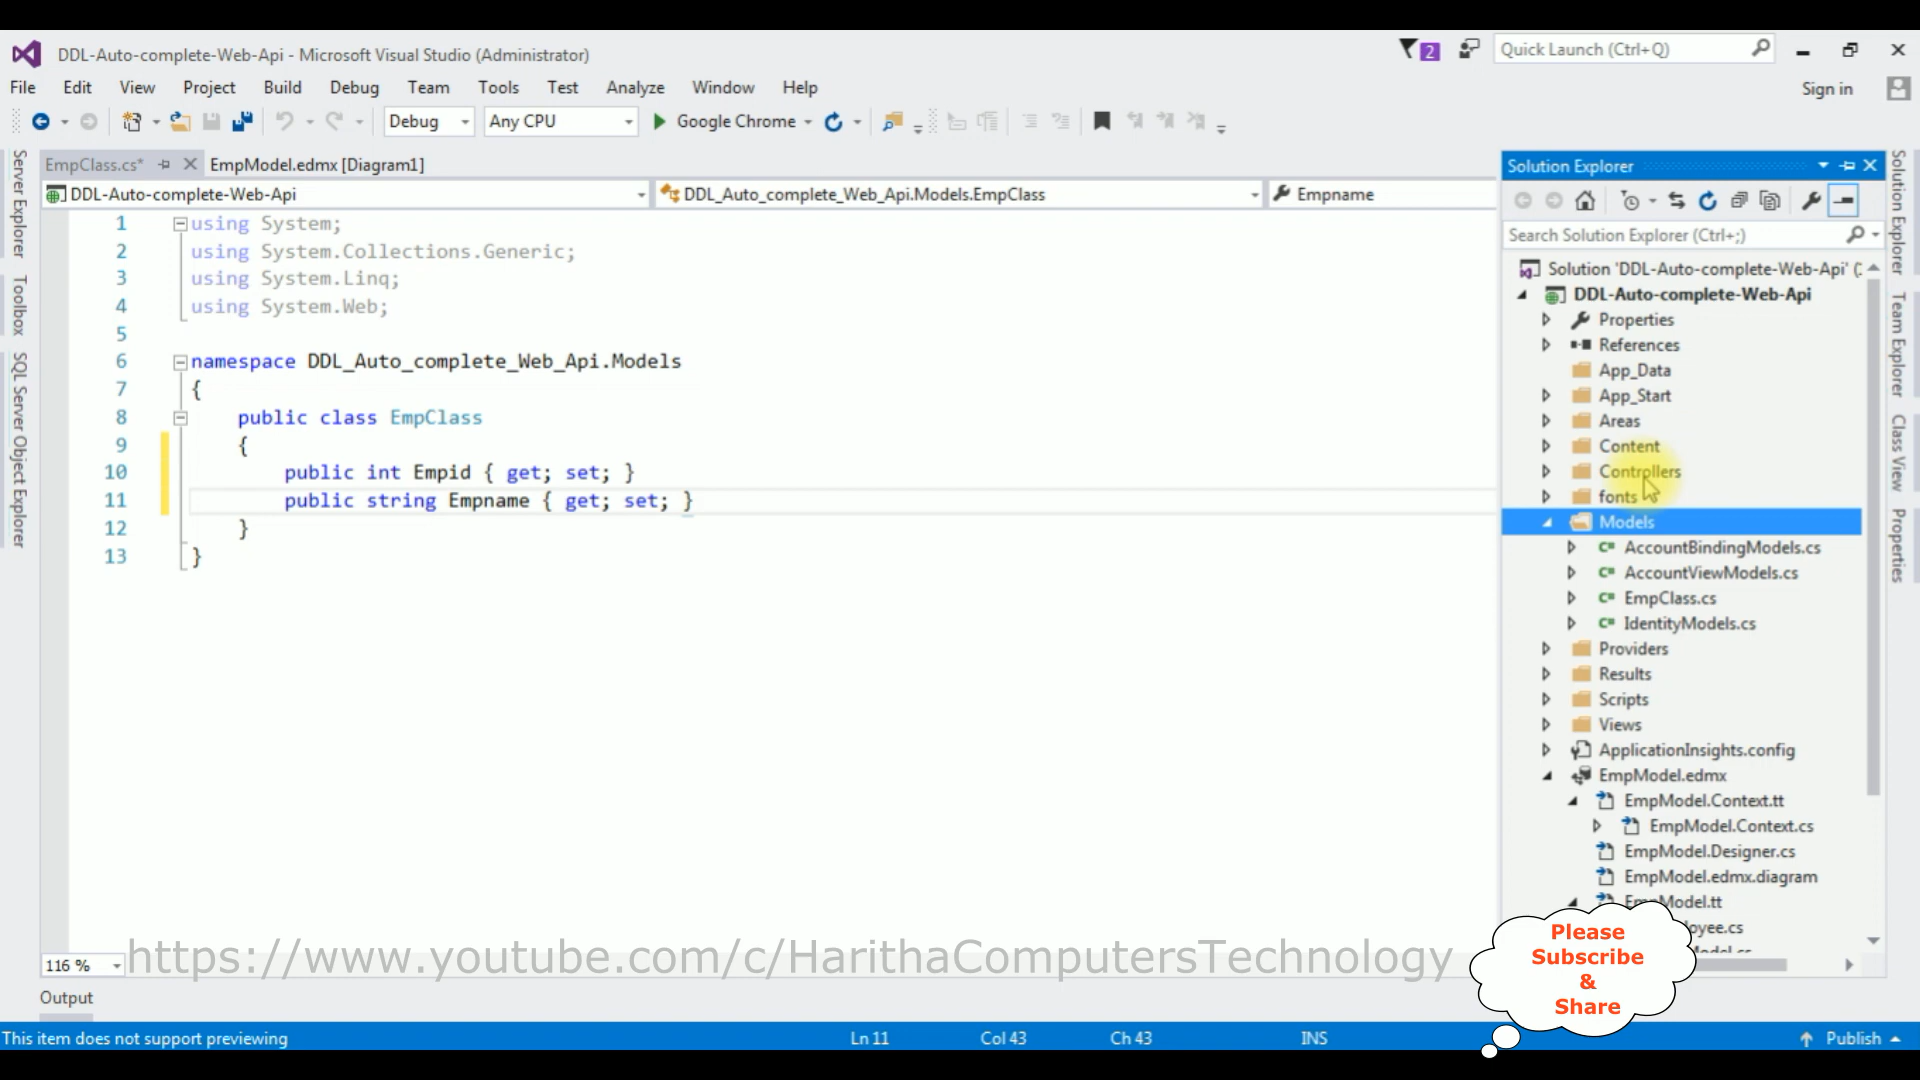 DDL-Auto-complete-Web-Api - Microsoft Visual Studio (Administrator)
2
Quick Launch (Ctrl+Q)
File Edit View Project Build Debug Team Tools Test Analyze Window Help
Sign in
Debug
Any CPU
Google Chrome
Server Explorer
Toolbox
SQL Server Object Explorer
EmpClass.cs*
EmpModel.edmx [Diagram1]
DDL-Auto-complete-Web-Api
DDL_Auto_complete_Web_Api.Models.EmpClass
Empname
1 using System;
2 using System.Collections.Generic;
3 using System.Linq;
4 using System.Web;
5
6 namespace DDL_Auto_complete_Web_Api.Models
7 {
8 public class EmpClass
9 {
10 public int Empid { get; set; }
11 public string Empname { get; set; }
12 }
13 }
116 %
Output
Solution Explorer
Search Solution Explorer (Ctrl+;)
Solution 'DDL-Auto-complete-Web-Api' (
DDL-Auto-complete-Web-Api
Properties
References
App_Data
App_Start
Areas
Content
Controllers
fonts
Models
AccountBindingModels.cs
AccountViewModels.cs
EmpClass.cs
IdentityModels.cs
Providers
Results
Scripts
Views
ApplicationInsights.config
EmpModel.edmx
EmpModel.Context.tt
EmpModel.Context.cs
EmpModel.Designer.cs
EmpModel.edmx.diagram
EmpModel.tt
Solution Explorer
Team Explorer
Class View
Properties
https://www.youtube.com/c/HarithaComputersTechnology
Please
Subscribe
&
Share
This item does not support previewing
Ln 11
Col 43
Ch 43
INS
Publish